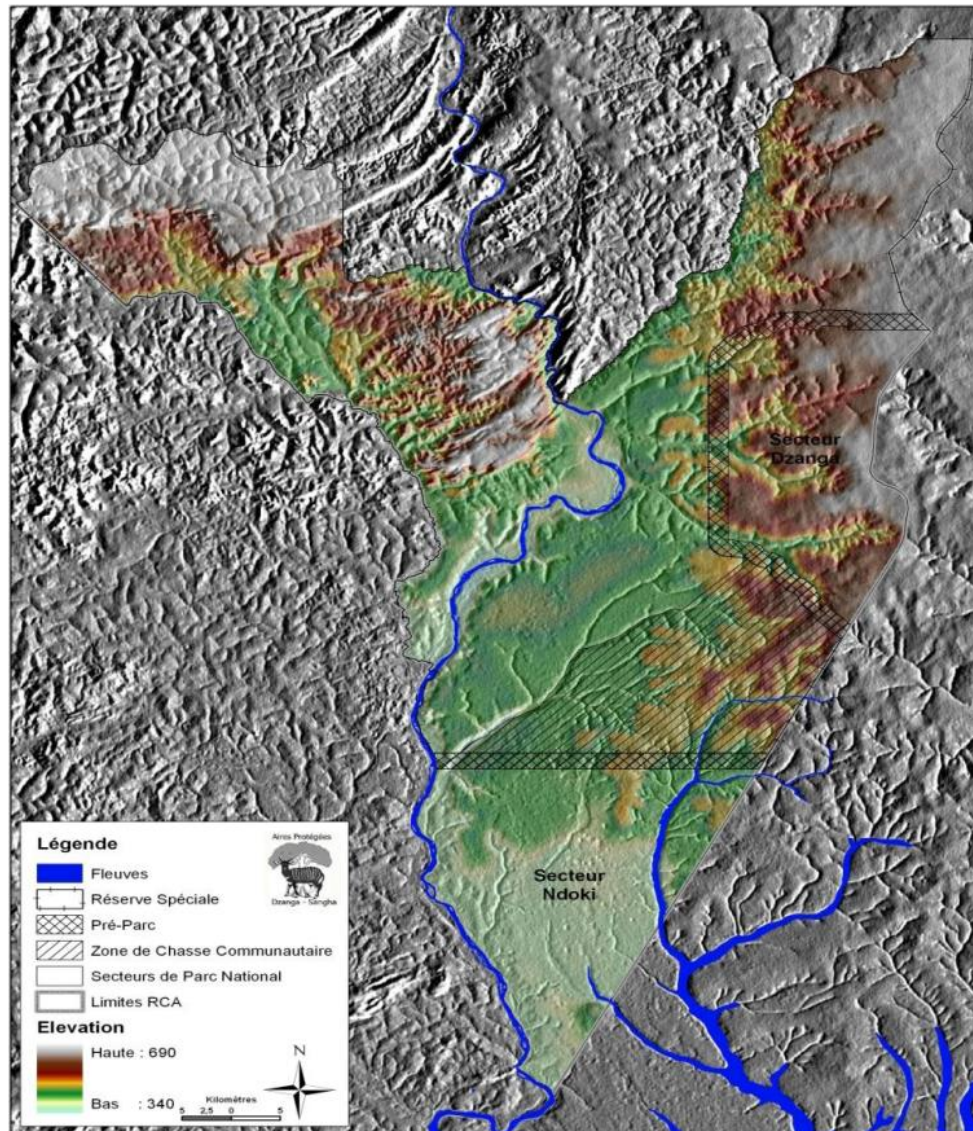 Secteur
Dzanga
Secteur
Ndoki
Légende
Aires Protégées
Dzanga - Sangha
Fleuves
Réserve Spéciale
Pré-Parc
Zone de Chasse Communautaire
Secteurs de Parc National
Limites RCA
Elevation
Haute : 690
Bas : 340
N
Kilomètres
5 2,5 0 5